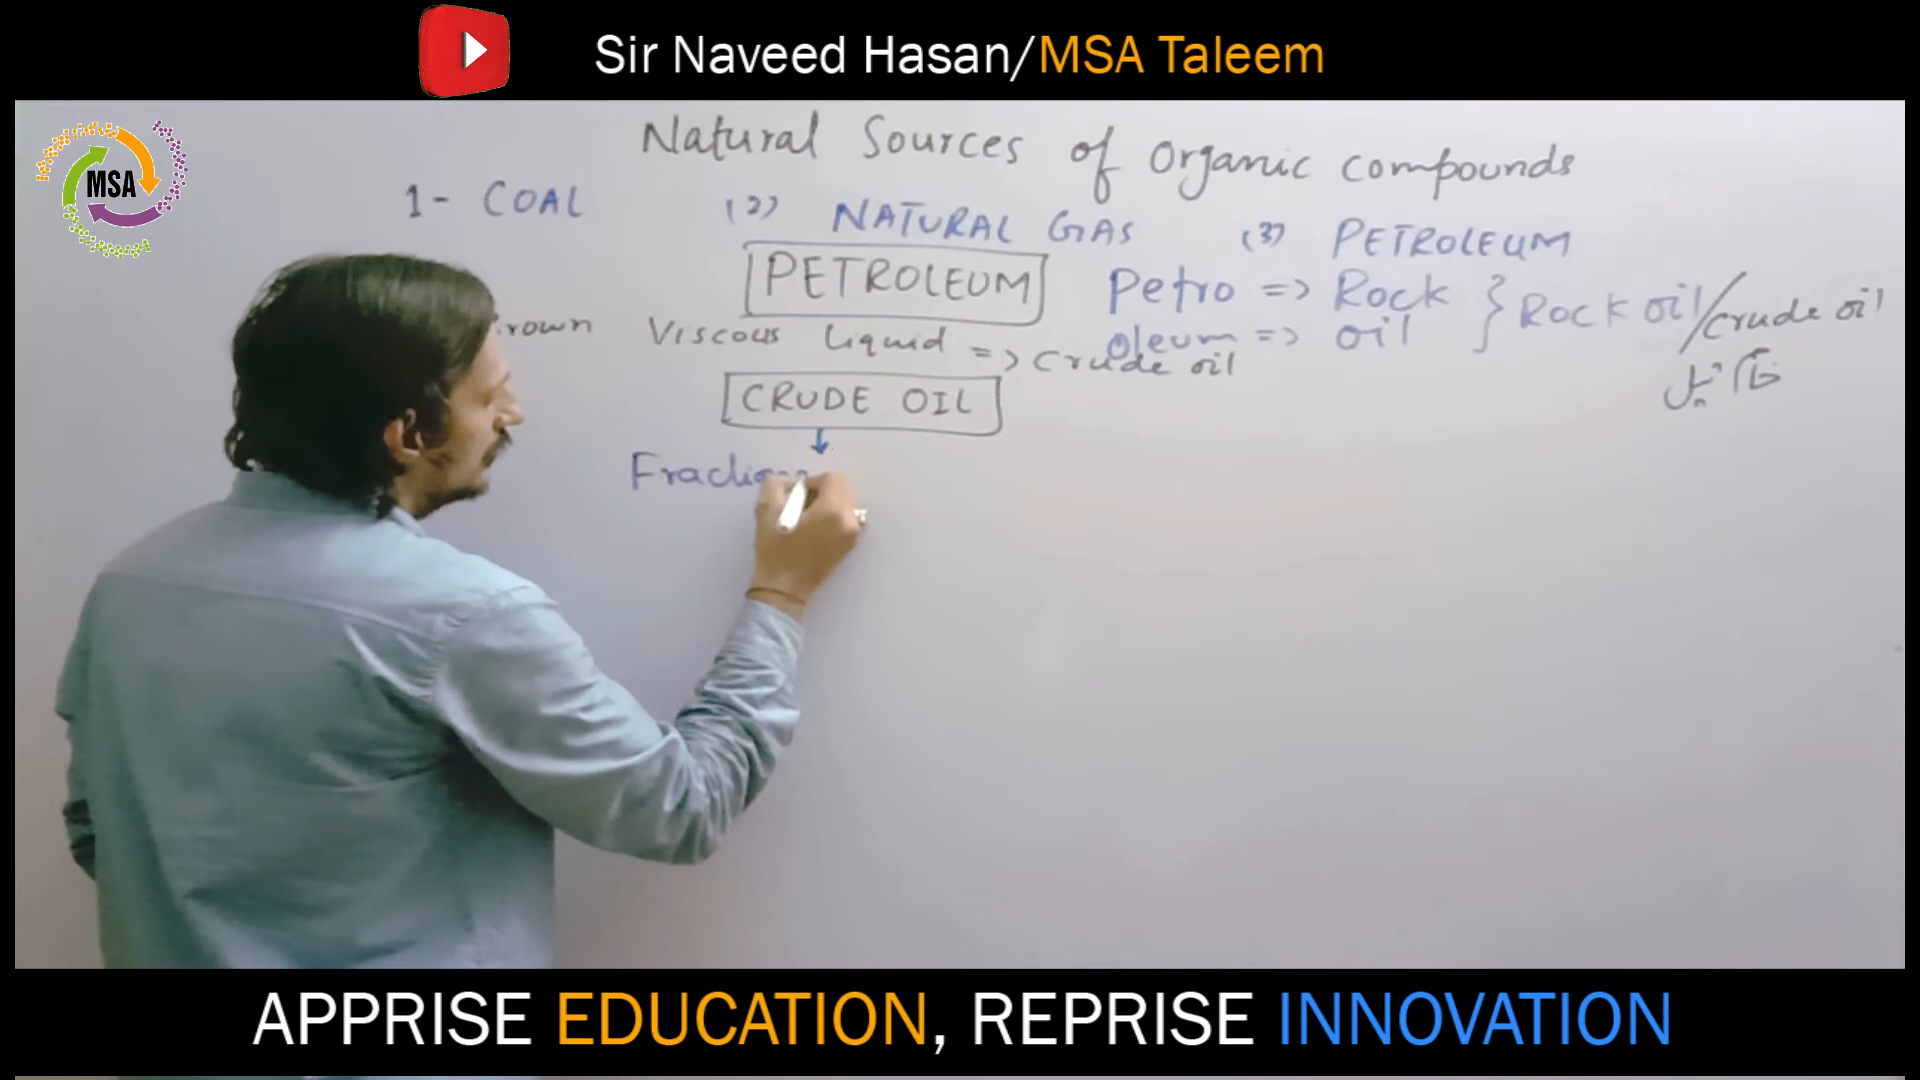 Sir Naveed Hasan/MSA Taleem
MSA
Natural Sources of Organic compounds
1- COAL (2) NATURAL GAS (3) PETROLEUM
PETROLEUM
Petro => Rock } Rock oil/crude oil
oleum => oil
خام تیل
rown Viscous Liquid => Crude oil
CRUDE OIL
Fraction
APPRISE EDUCATION, REPRISE INNOVATION